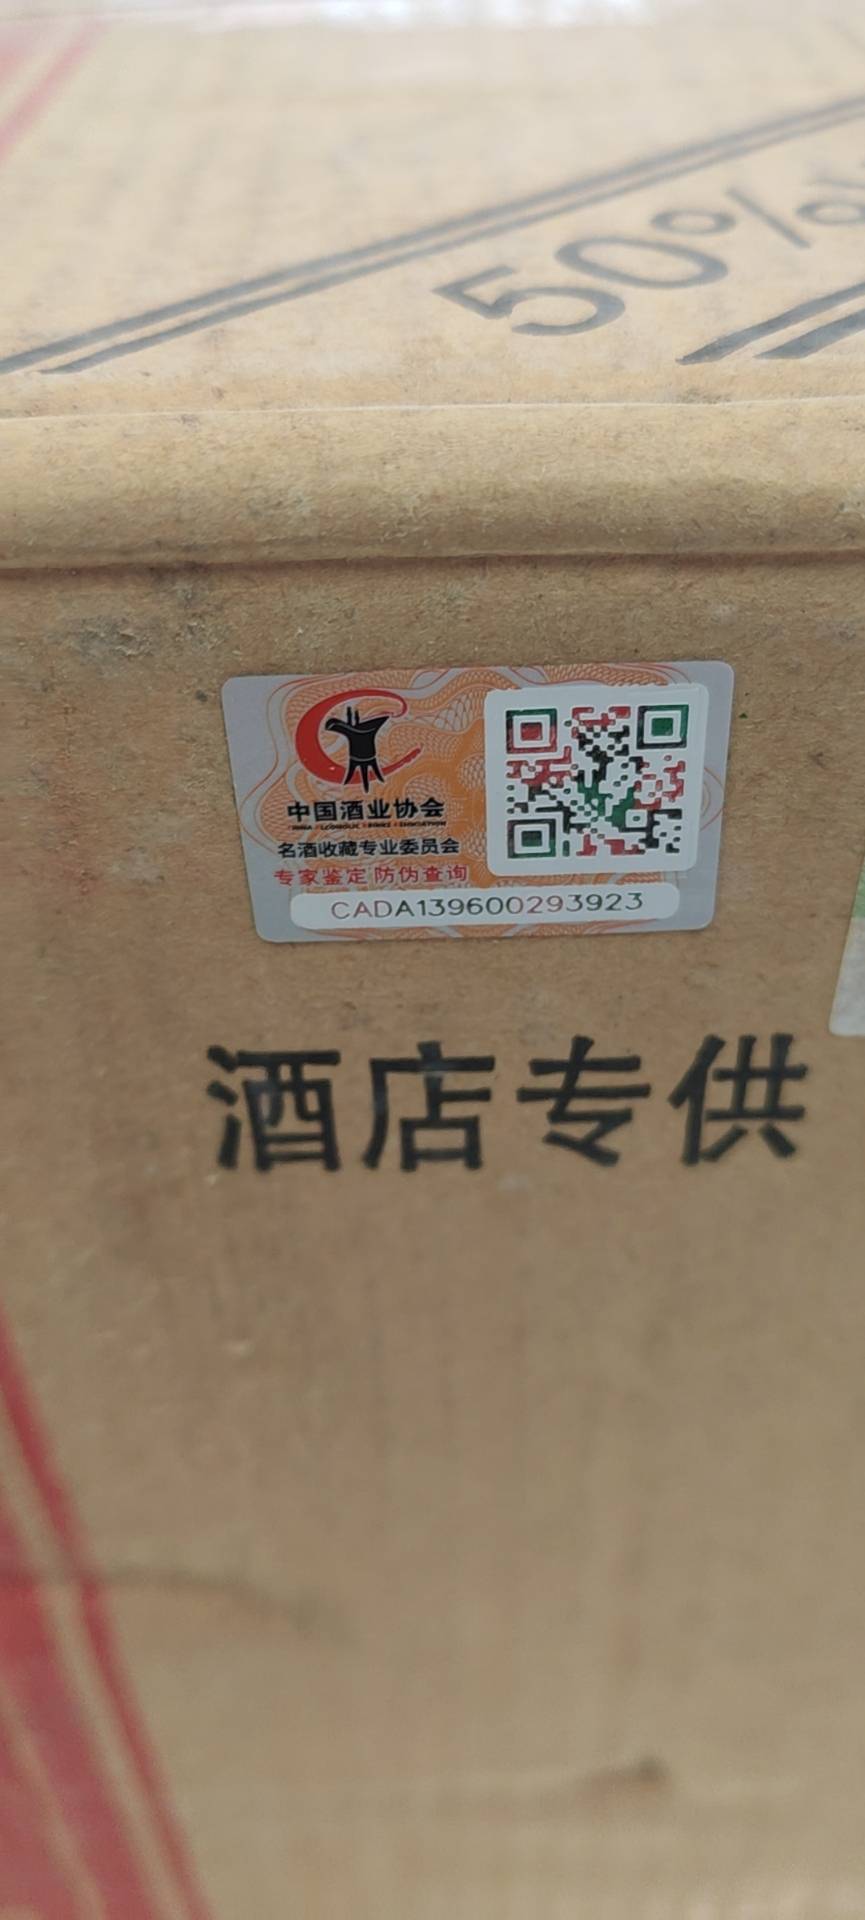 50%
中国酒业协会
名酒收藏专业委员会
专家鉴定 防伪查询
CADA139600293923
酒店专供